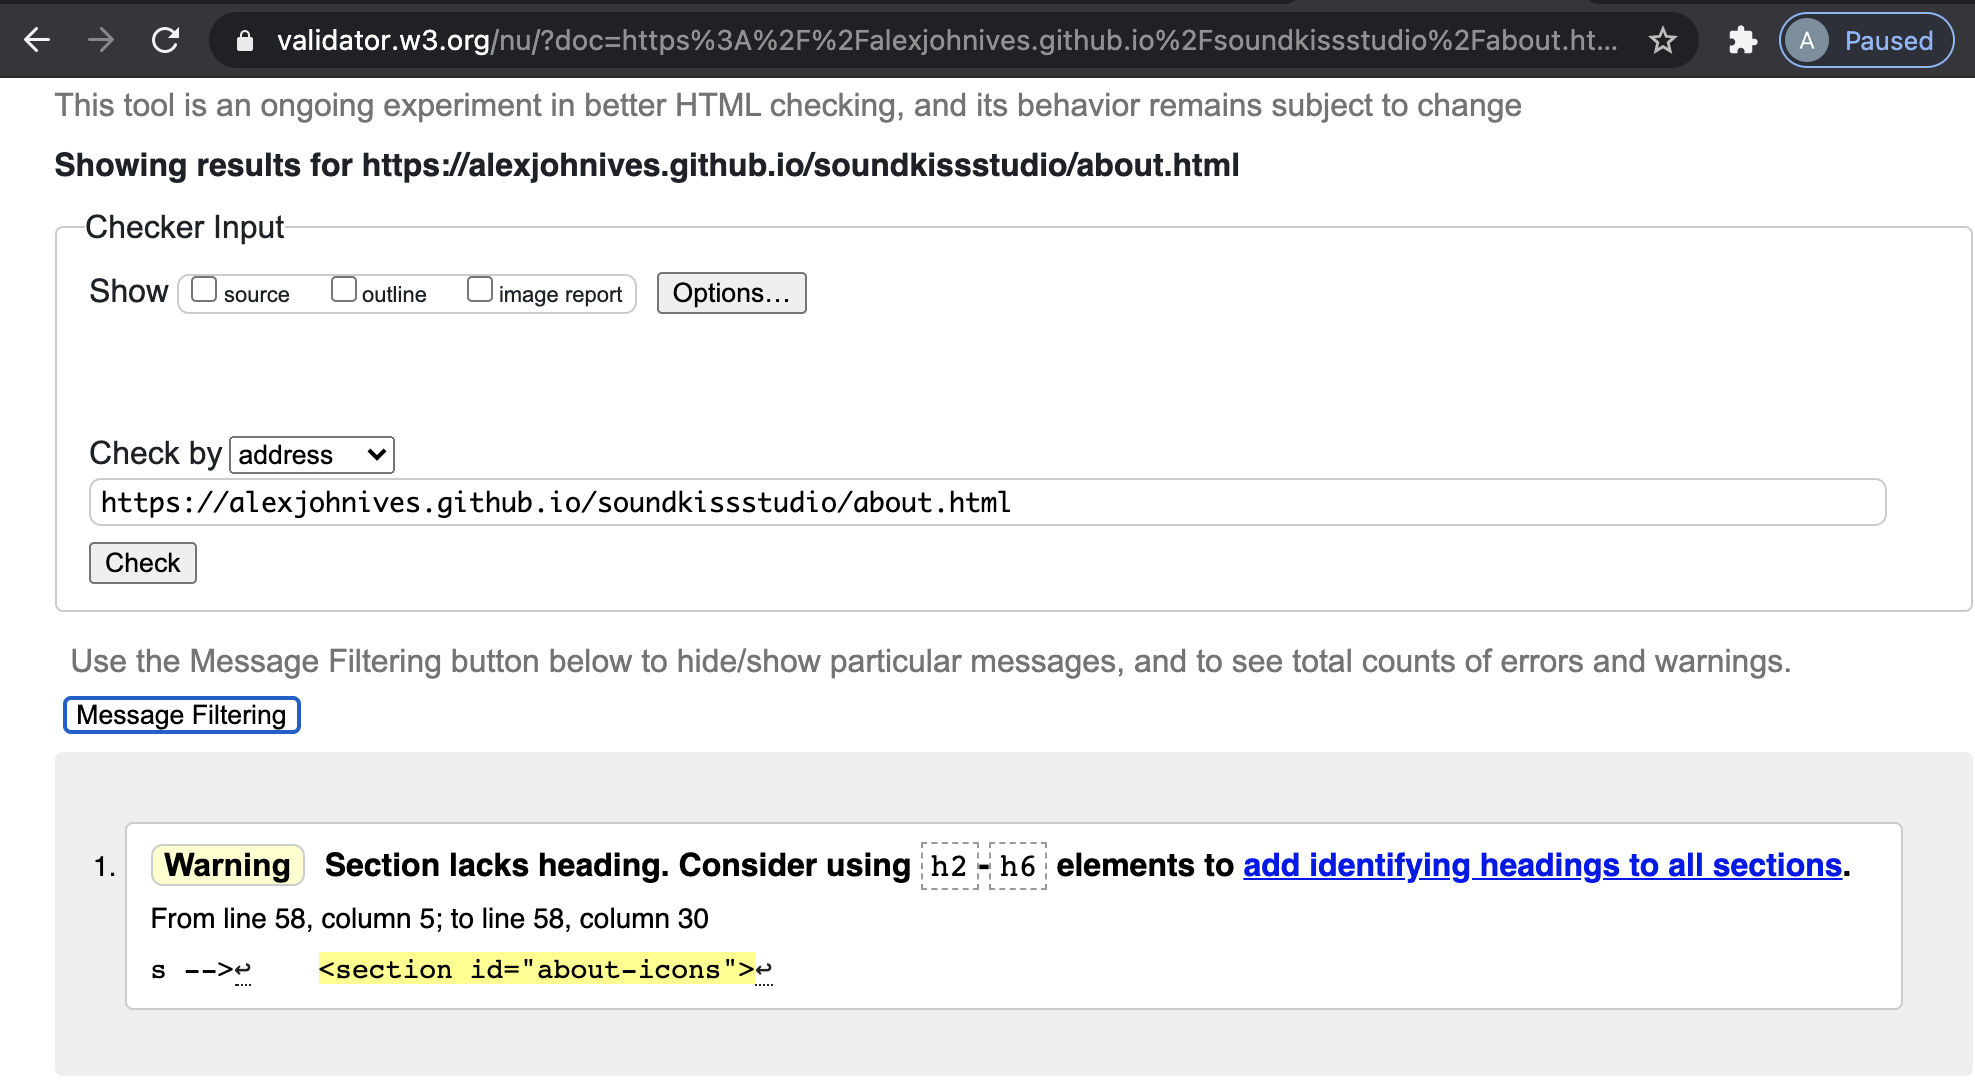 validator.w3.org/nu/?doc=https%3A%2F%2Falexjohnives.github.io%2Fsoundkissstudio%2Fabout.ht...
A Paused
This tool is an ongoing experiment in better HTML checking, and its behavior remains subject to change
Showing results for https://alexjohnives.github.io/soundkissstudio/about.html
Checker Input
Show source outline image report Options...
Check by address
https://alexjohnives.github.io/soundkissstudio/about.html
Check
Use the Message Filtering button below to hide/show particular messages, and to see total counts of errors and warnings.
Message Filtering
1. Warning Section lacks heading. Consider using h2-h6 elements to add identifying headings to all sections.
From line 58, column 5; to line 58, column 30
s -->↩ <section id="about-icons">↩